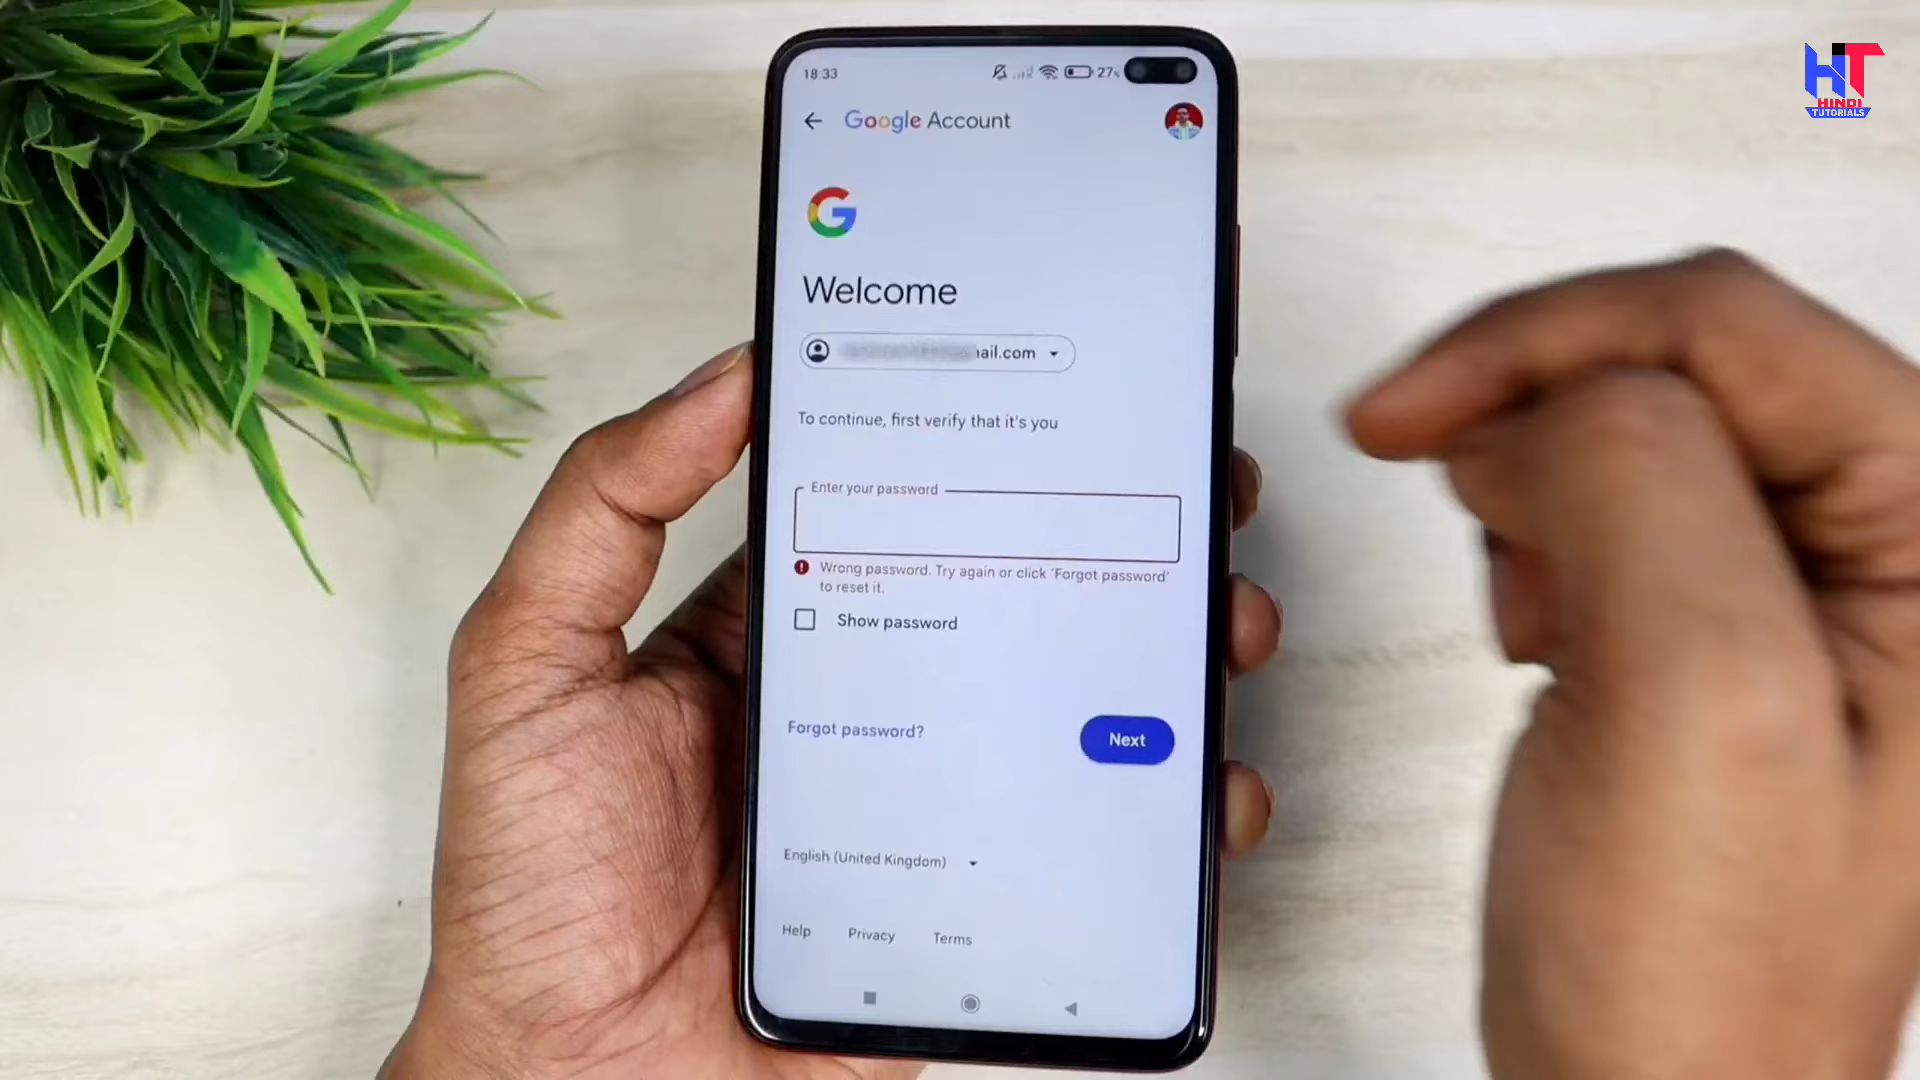 18:33
27%
Google Account
HT
HINDI
TUTORIALS
G
Welcome
ail.com
To continue, first verify that it's you
Enter your password
Wrong password. Try again or click 'Forgot password'
to reset it.
Show password
Forgot password?
Next
English (United Kingdom)
Help Privacy Terms